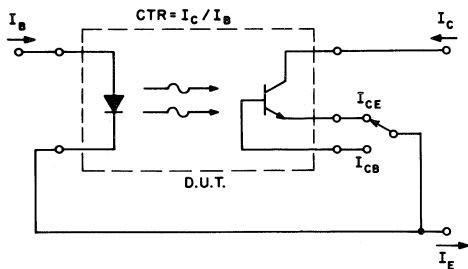 CTR = I_C / I_B
I_B
I_C
I_CE
I_CB
D.U.T.
I_E